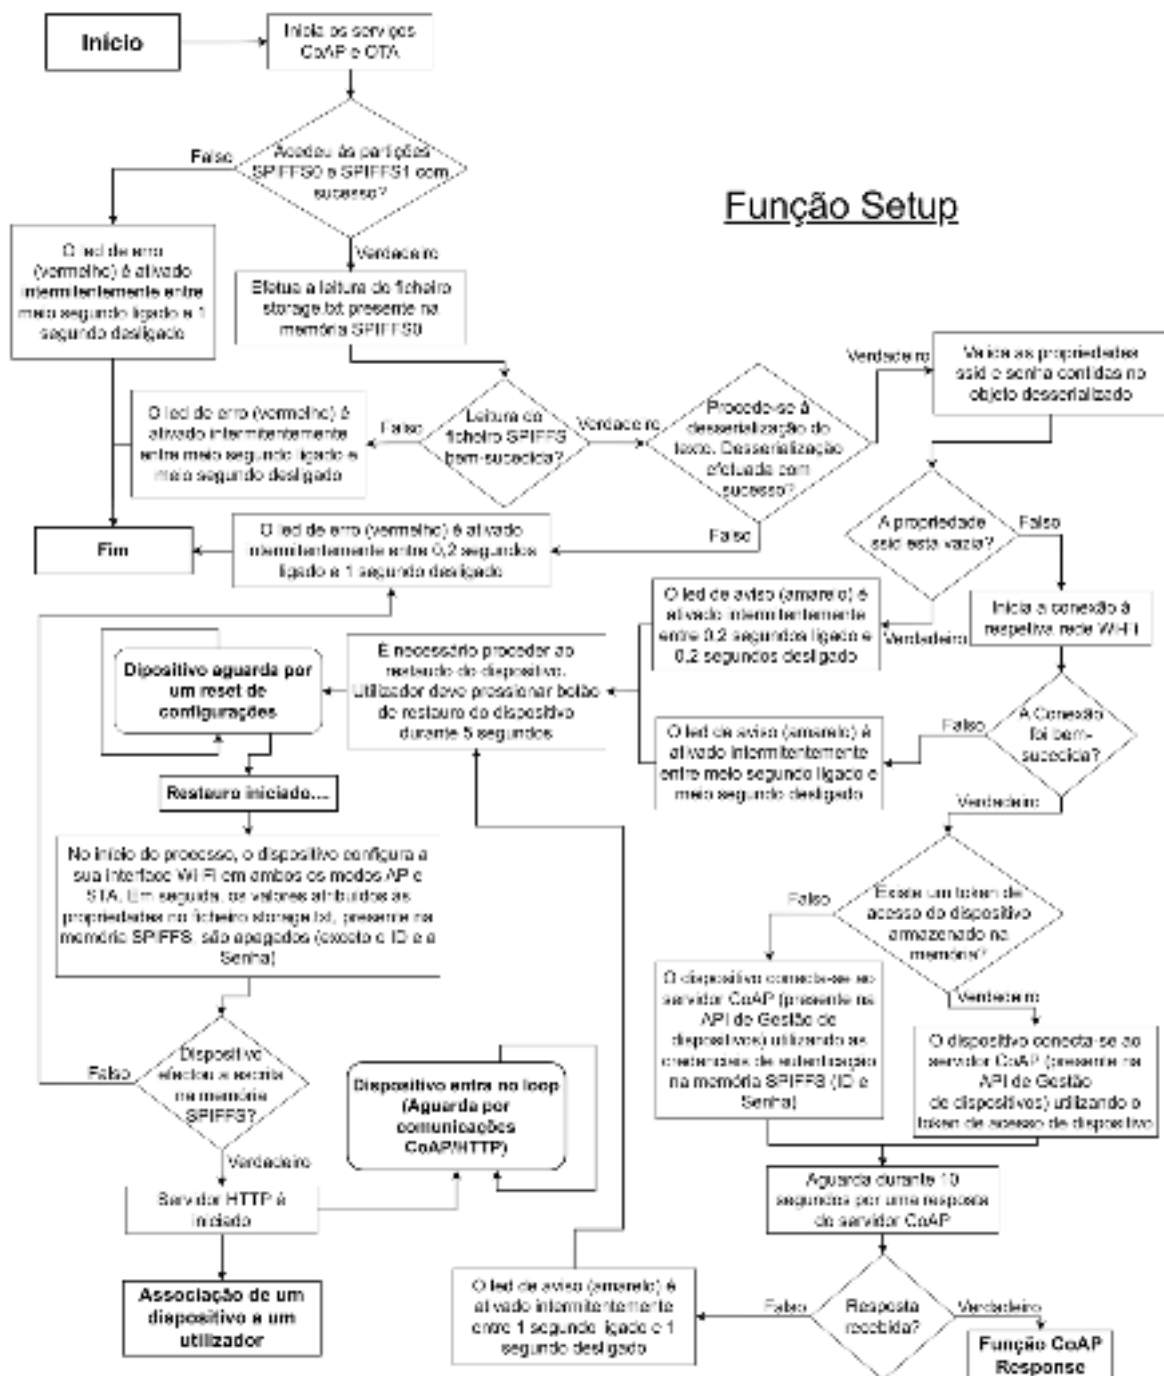 Início
Inicia os serviços
CoAP e OTA
Falso
Acedeu às partições
SPIFFS0 e SPIFFS1 com
sucesso?
Função Setup
Verdadeiro
O led de erro
(vermelho) é ativado
intermitentemente entre
meio segundo ligado e 1
segundo desligado
Efetua a leitura do ficheiro
storage.txt presente na
memória SPIFFS0
Verdadeiro
Valida as propriedades
ssid e senha contidas no
objeto desserializado
O led de erro (vermelho) é
ativado intermitentemente
entre meio segundo ligado e
meio segundo desligado
Falso
Leitura do
ficheiro SPIFFS
bem-sucedida?
Verdadeiro
Procede-se à
desserialização do
texto. Desserialização
efetuada com
sucesso?
Falso
A propriedade
ssid esta vazia?
Falso
Fim
O led de erro (vermelho) é ativado
intermitentemente entre 0,2 segundos
ligado e 1 segundo desligado
O led de aviso (amarelo) é
ativado intermitentemente
entre 0,2 segundos ligado e
0,2 segundos desligado
Verdadeiro
Inicia a conexão à
respetiva rede Wi-Fi
Dipositivo aguarda por
um reset de
configurações
É necessário proceder ao
restaudo do dispositivo.
Utilizador deve pressionar botão
de restauro do dispositivo
durante 5 segundos
O led de aviso (amarelo) é
ativado intermitentemente
entre meio segundo ligado e
meio segundo desligado
Falso
A Conexão
foi bem-
sucedida?
Verdadeiro
Restauro iniciado....
No início do processo, o dispositivo configura a
sua interface Wi-Fi em ambos os modos AP e
STA. Em seguida, os valores atribuídos as
propriedades no ficheiro storage.txt, presente na
memória SPIFFS, são apagados (exceto o ID e a
Senha)
Falso
Existe um token de
acesso do dispositivo
armazenado na
memória?
Verdadeiro
O dispositivo conecta-se ao
servidor CoAP (presente na
API de Gestão de
dispositivos) utilizando as
credenciais de autenticação
na memória SPIFFS (ID e
Senha)
O dispositivo conecta-se ao
servidor CoAP (presente na
API de Gestão
de dispositivos) utilizando o
token de acesso de dispositivo
Falso
Dispositivo
efectou a escrita
na memória
SPIFFS?
Verdadeiro
Dispositivo entra no loop
(Aguarda por
comunicações
CoAP/HTTP)
Servidor HTTP é
iniciado
Aguarda durante 10
segundos por uma resposta
do servidor CoAP
Associação de um
dispositivo a um
utilizador
O led de aviso (amarelo) é
ativado intermitentemente
entre 1 segundo ligado e 1
segundo desligado
Falso
Resposta
recebida?
Verdadeiro
Função CoAP
Response